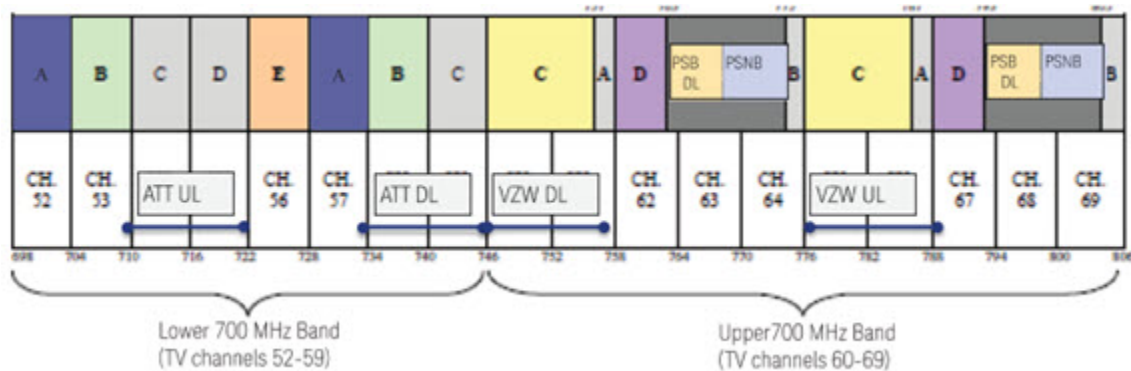 A B C D E A B C C A D PSB DL PSNB B C A D PSB DL PSNB B
CH. 52 CH. 53 ATT UL CH. 56 CH. 57 ATT DL VZW DL CH. 62 CH. 63 CH. 64 VZW UL CH. 67 CH. 68 CH. 69
698 704 710 716 722 728 734 740 746 752 758 764 770 776 782 788 794 800 806
Lower 700 MHz Band
(TV channels 52-59)
Upper700 MHz Band
(TV channels 60-69)